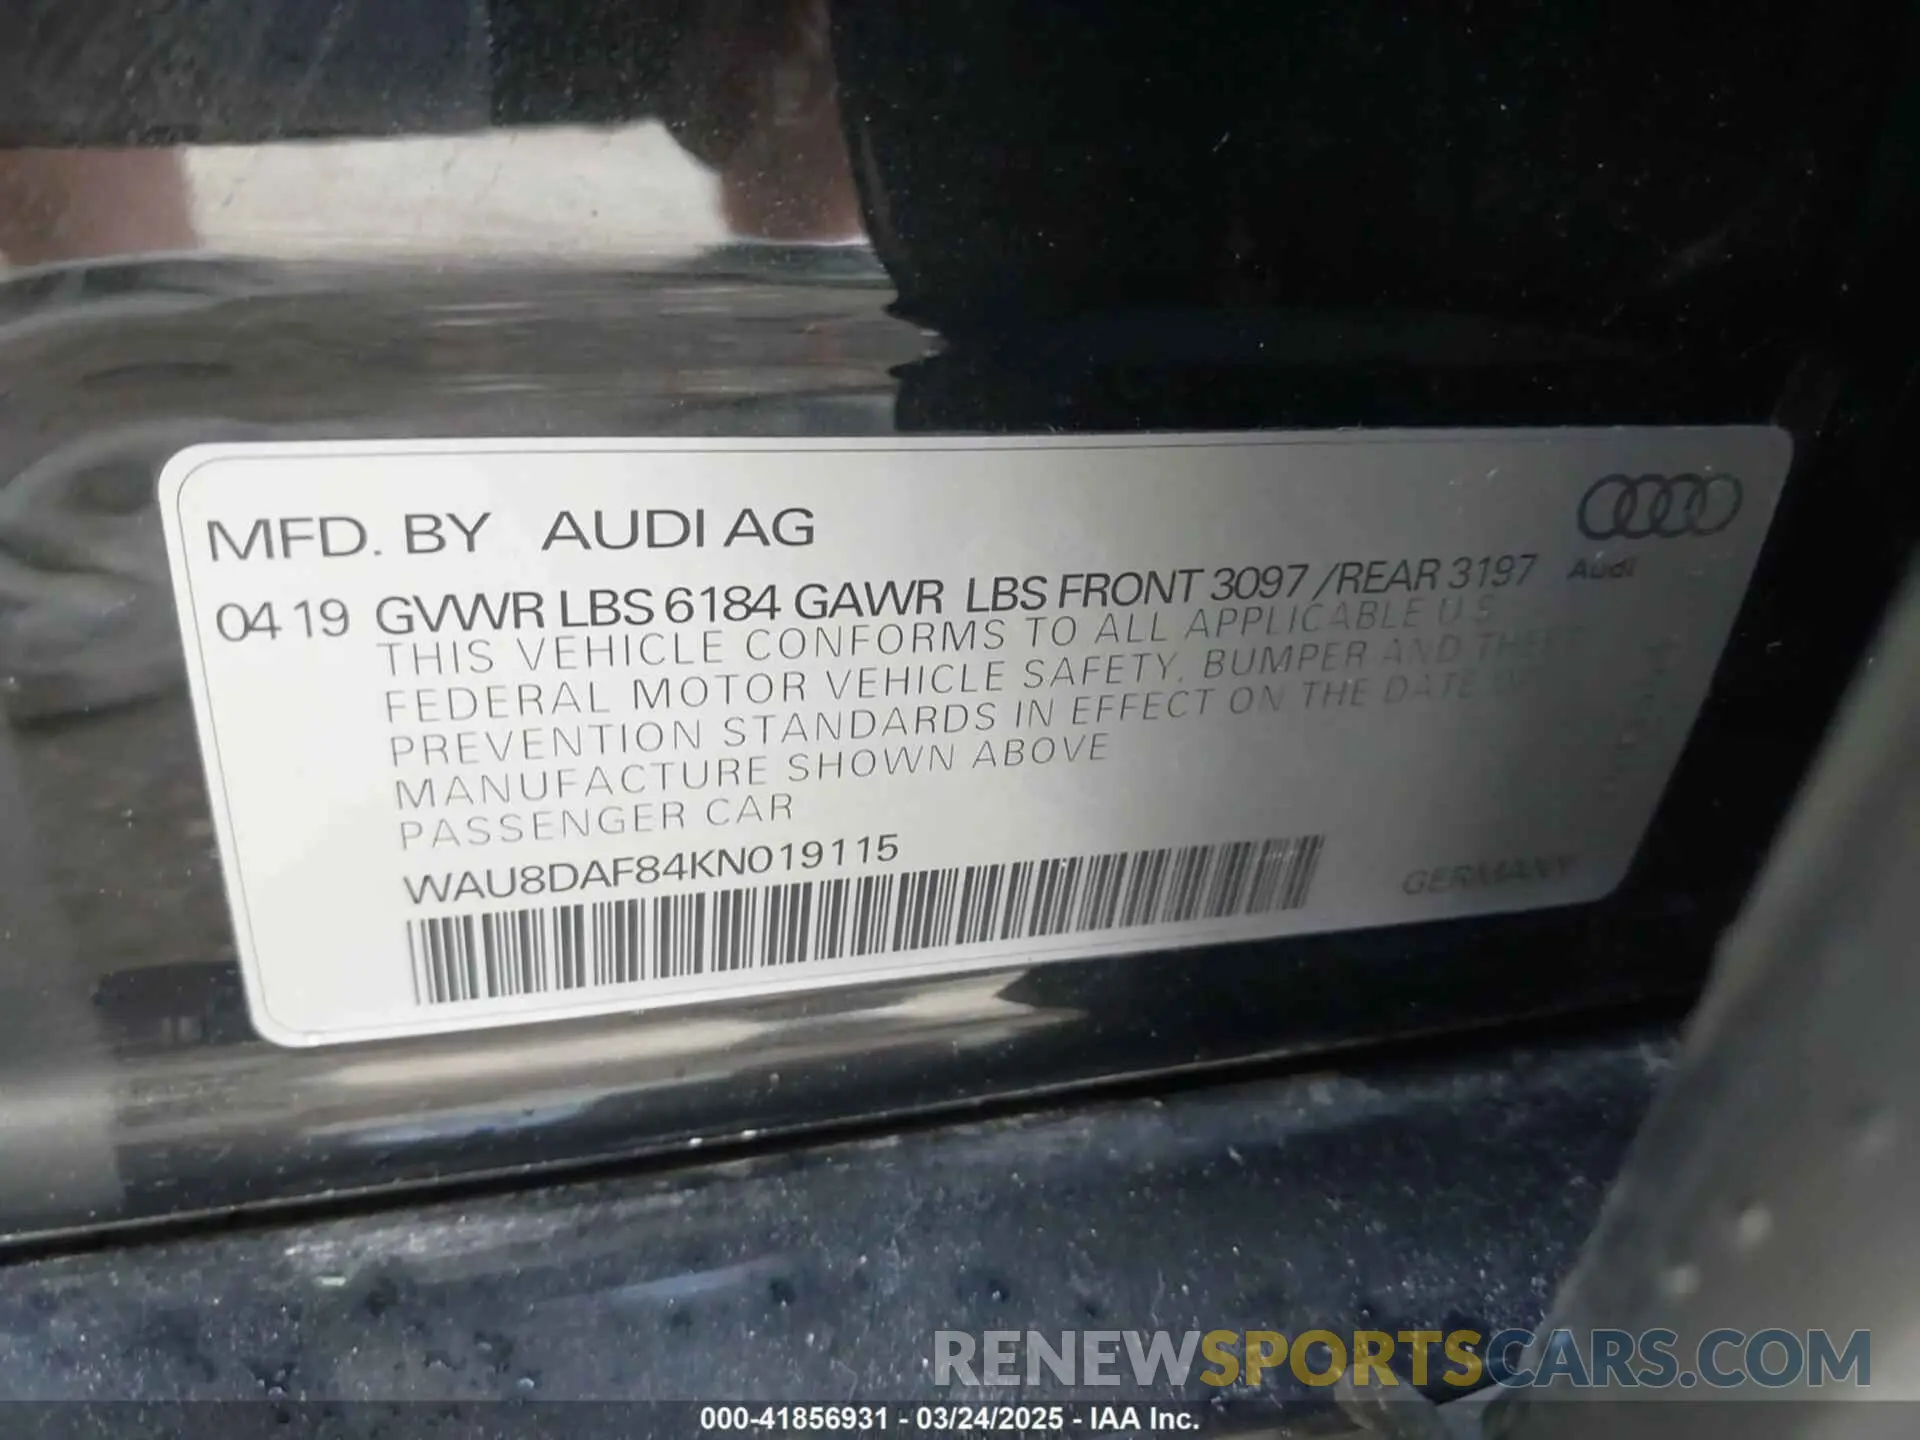 MFD. BY AUDI AG
Audi
04 19 GVWR LBS 6184 GAWR LBS FRONT 3097 /REAR 3197
THIS VEHICLE CONFORMS TO ALL APPLICABLE U S
FEDERAL MOTOR VEHICLE SAFETY, BUMPER AND THEFT
PREVENTION STANDARDS IN EFFECT ON THE DATE OF
MANUFACTURE SHOWN ABOVE
PASSENGER CAR
WAU8DAF84KN019115
GERMANY
RENEWSPORTSCARS.COM
000-41856931 - 03/24/2025 - IAA Inc.